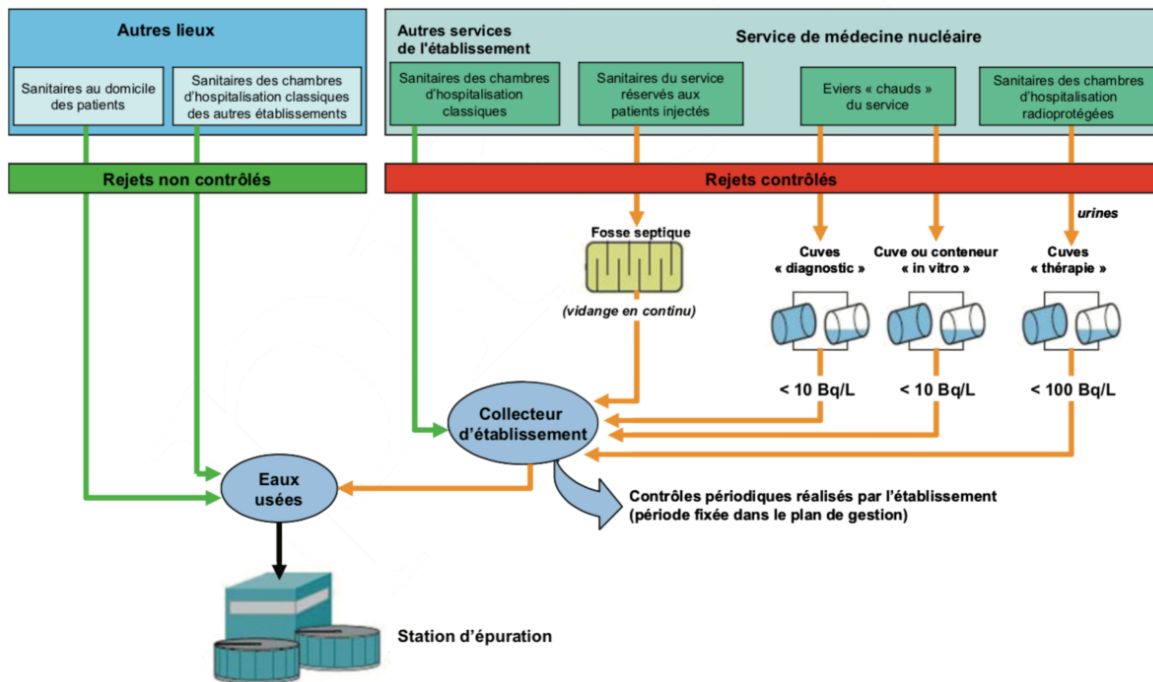 Autres lieux
Sanitaires au domicile
des patients
Sanitaires des chambres
d'hospitalisation classiques
des autres établissements
Autres services
de l'établissement
Service de médecine nucléaire
Sanitaires des chambres
d'hospitalisation
classiques
Sanitaires du service
réservés aux
patients injectés
Eviers « chauds »
du service
Sanitaires des chambres
d'hospitalisation
radioprotégées
Rejets non contrôlés
Rejets contrôlés
urines
Fosse septique
(vidange en continu)
Cuves
« diagnostic »
Cuve ou conteneur
« in vitro »
Cuves
« thérapie »
< 10 Bq/L
< 10 Bq/L
< 100 Bq/L
Collecteur
d'établissement
Eaux
usées
Contrôles périodiques réalisés par l'établissement
(période fixée dans le plan de gestion)
Station d'épuration